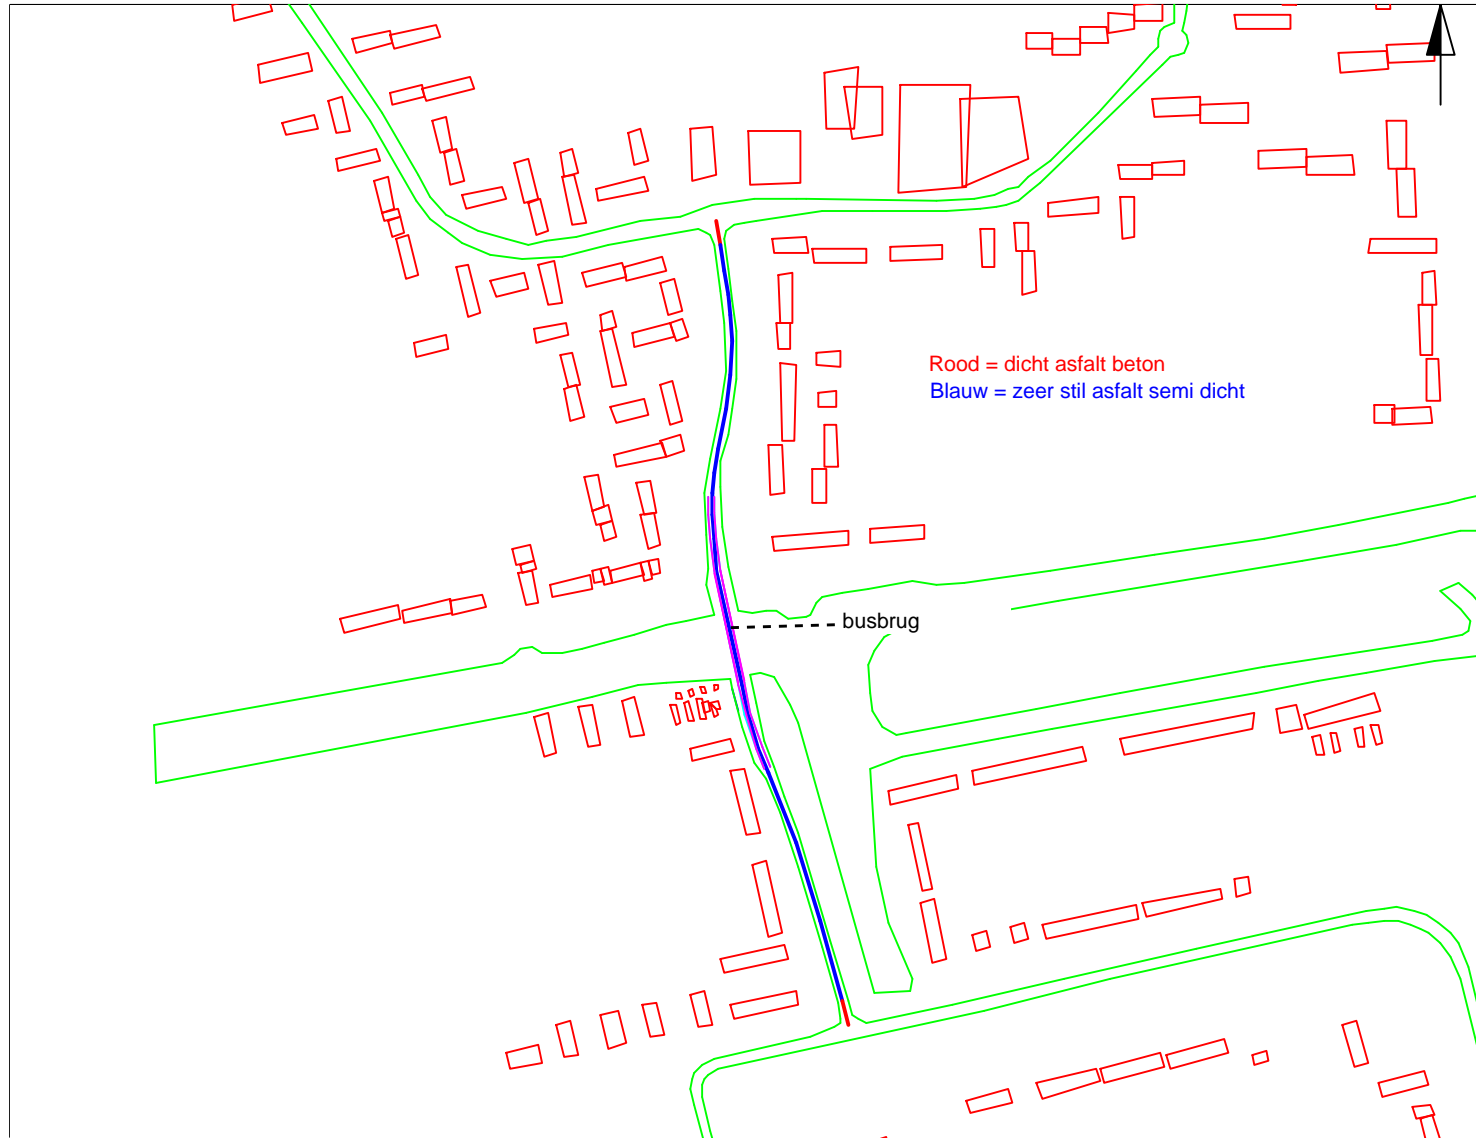 Rood = dicht asfalt beton
Blauw = zeer stil asfalt semi dicht
busbrug